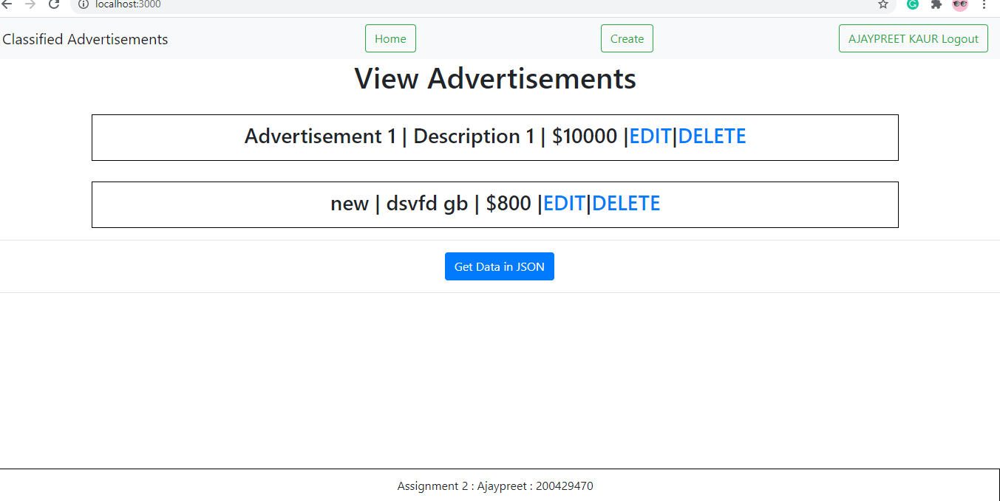 localhost:3000
Classified Advertisements Home Create AJAYPREET KAUR Logout
View Advertisements
Advertisement 1 | Description 1 | $10000 |EDIT|DELETE
new | dsvfd gb | $800 |EDIT|DELETE
Get Data in JSON
Assignment 2 : Ajaypreet : 200429470